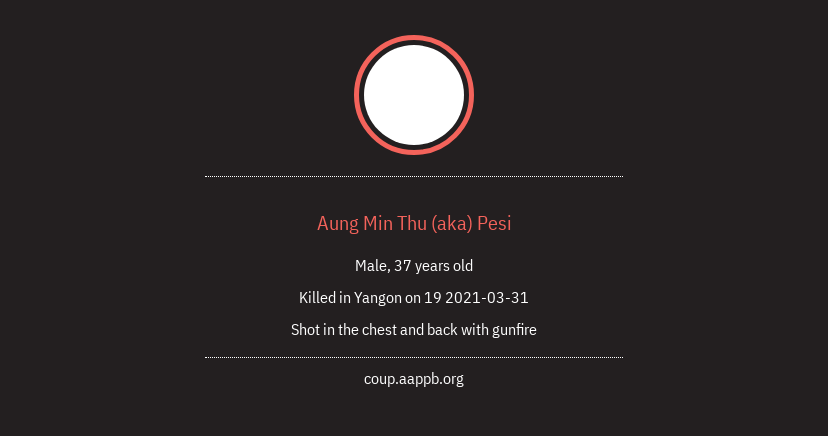 Aung Min Thu (aka) Pesi
Male, 37 years old
Killed in Yangon on 19 2021-03-31
Shot in the chest and back with gunfire
coup.aappb.org